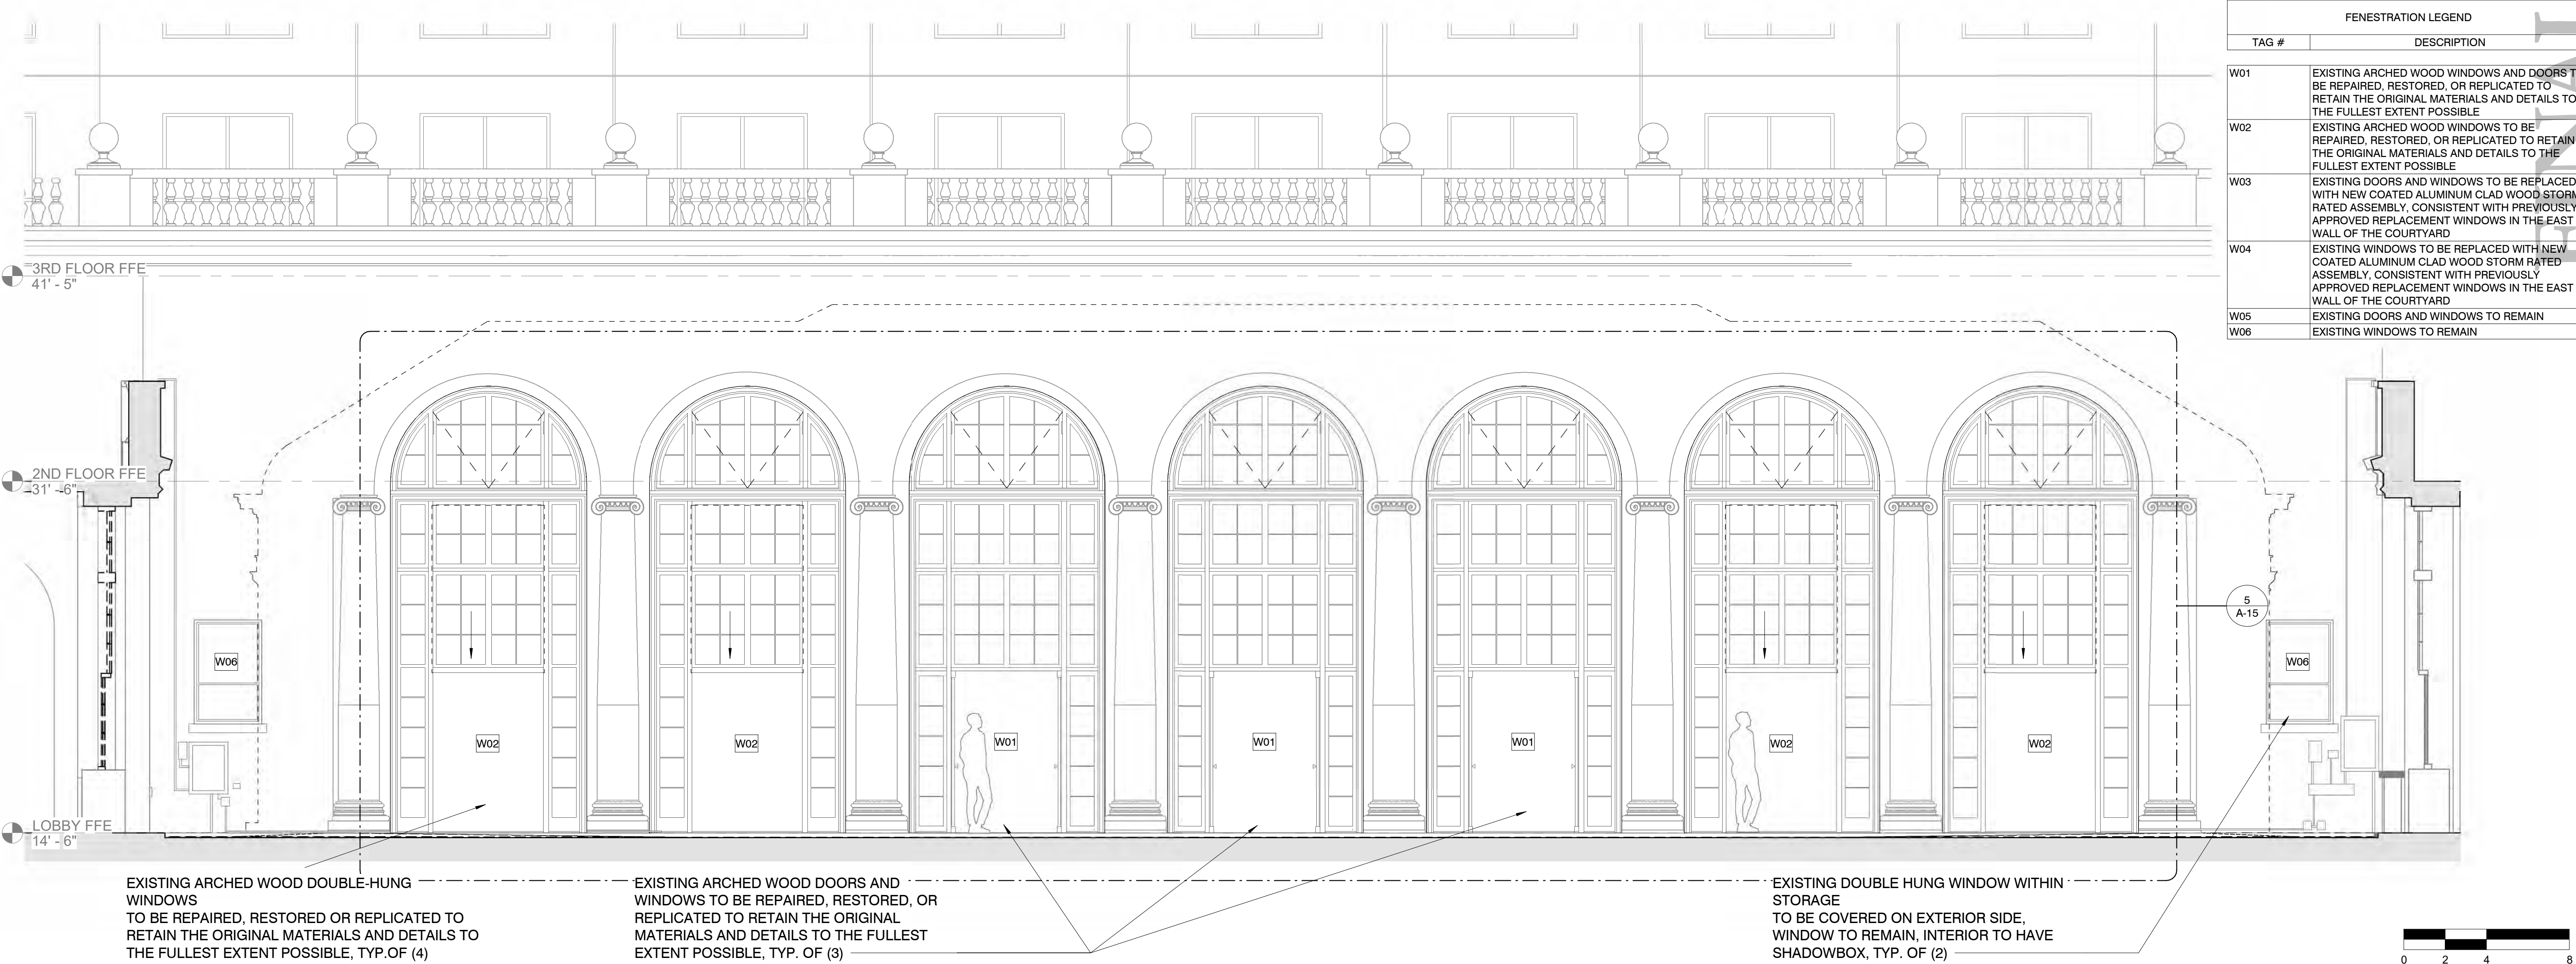 FENESTRATION LEGEND
TAG #
DESCRIPTION
W01
EXISTING ARCHED WOOD WINDOWS AND DOORS T
BE REPAIRED, RESTORED, OR REPLICATED TO
RETAIN THE ORIGINAL MATERIALS AND DETAILS TO
THE FULLEST EXTENT POSSIBLE
W02
EXISTING ARCHED WOOD WINDOWS TO BE
REPAIRED, RESTORED, OR REPLICATED TO RETAIN
THE ORIGINAL MATERIALS AND DETAILS TO THE
FULLEST EXTENT POSSIBLE
W03
EXISTING DOORS AND WINDOWS TO BE REPLACED
WITH NEW COATED ALUMINUM CLAD WOOD STORM
RATED ASSEMBLY, CONSISTENT WITH PREVIOUSLY
APPROVED REPLACEMENT WINDOWS IN THE EAST
WALL OF THE COURTYARD
W04
EXISTING WINDOWS TO BE REPLACED WITH NEW
COATED ALUMINUM CLAD WOOD STORM RATED
ASSEMBLY, CONSISTENT WITH PREVIOUSLY
APPROVED REPLACEMENT WINDOWS IN THE EAST
WALL OF THE COURTYARD
W05
EXISTING DOORS AND WINDOWS TO REMAIN
W06
EXISTING WINDOWS TO REMAIN
FINAL
3RD FLOOR FFE
41' - 5"
2ND FLOOR FFE
31' - 6"
5
A-15
W06
W06
W02
W02
W01
W01
W01
W02
W02
LOBBY FFE
14' - 6"
EXISTING ARCHED WOOD DOUBLE-HUNG
WINDOWS
TO BE REPAIRED, RESTORED OR REPLICATED TO
RETAIN THE ORIGINAL MATERIALS AND DETAILS TO
THE FULLEST EXTENT POSSIBLE, TYP.OF (4)
EXISTING ARCHED WOOD DOORS AND
WINDOWS TO BE REPAIRED, RESTORED, OR
REPLICATED TO RETAIN THE ORIGINAL
MATERIALS AND DETAILS TO THE FULLEST
EXTENT POSSIBLE, TYP. OF (3)
EXISTING DOUBLE HUNG WINDOW WITHIN
STORAGE
TO BE COVERED ON EXTERIOR SIDE,
WINDOW TO REMAIN, INTERIOR TO HAVE
SHADOWBOX, TYP. OF (2)
0 2 4 8